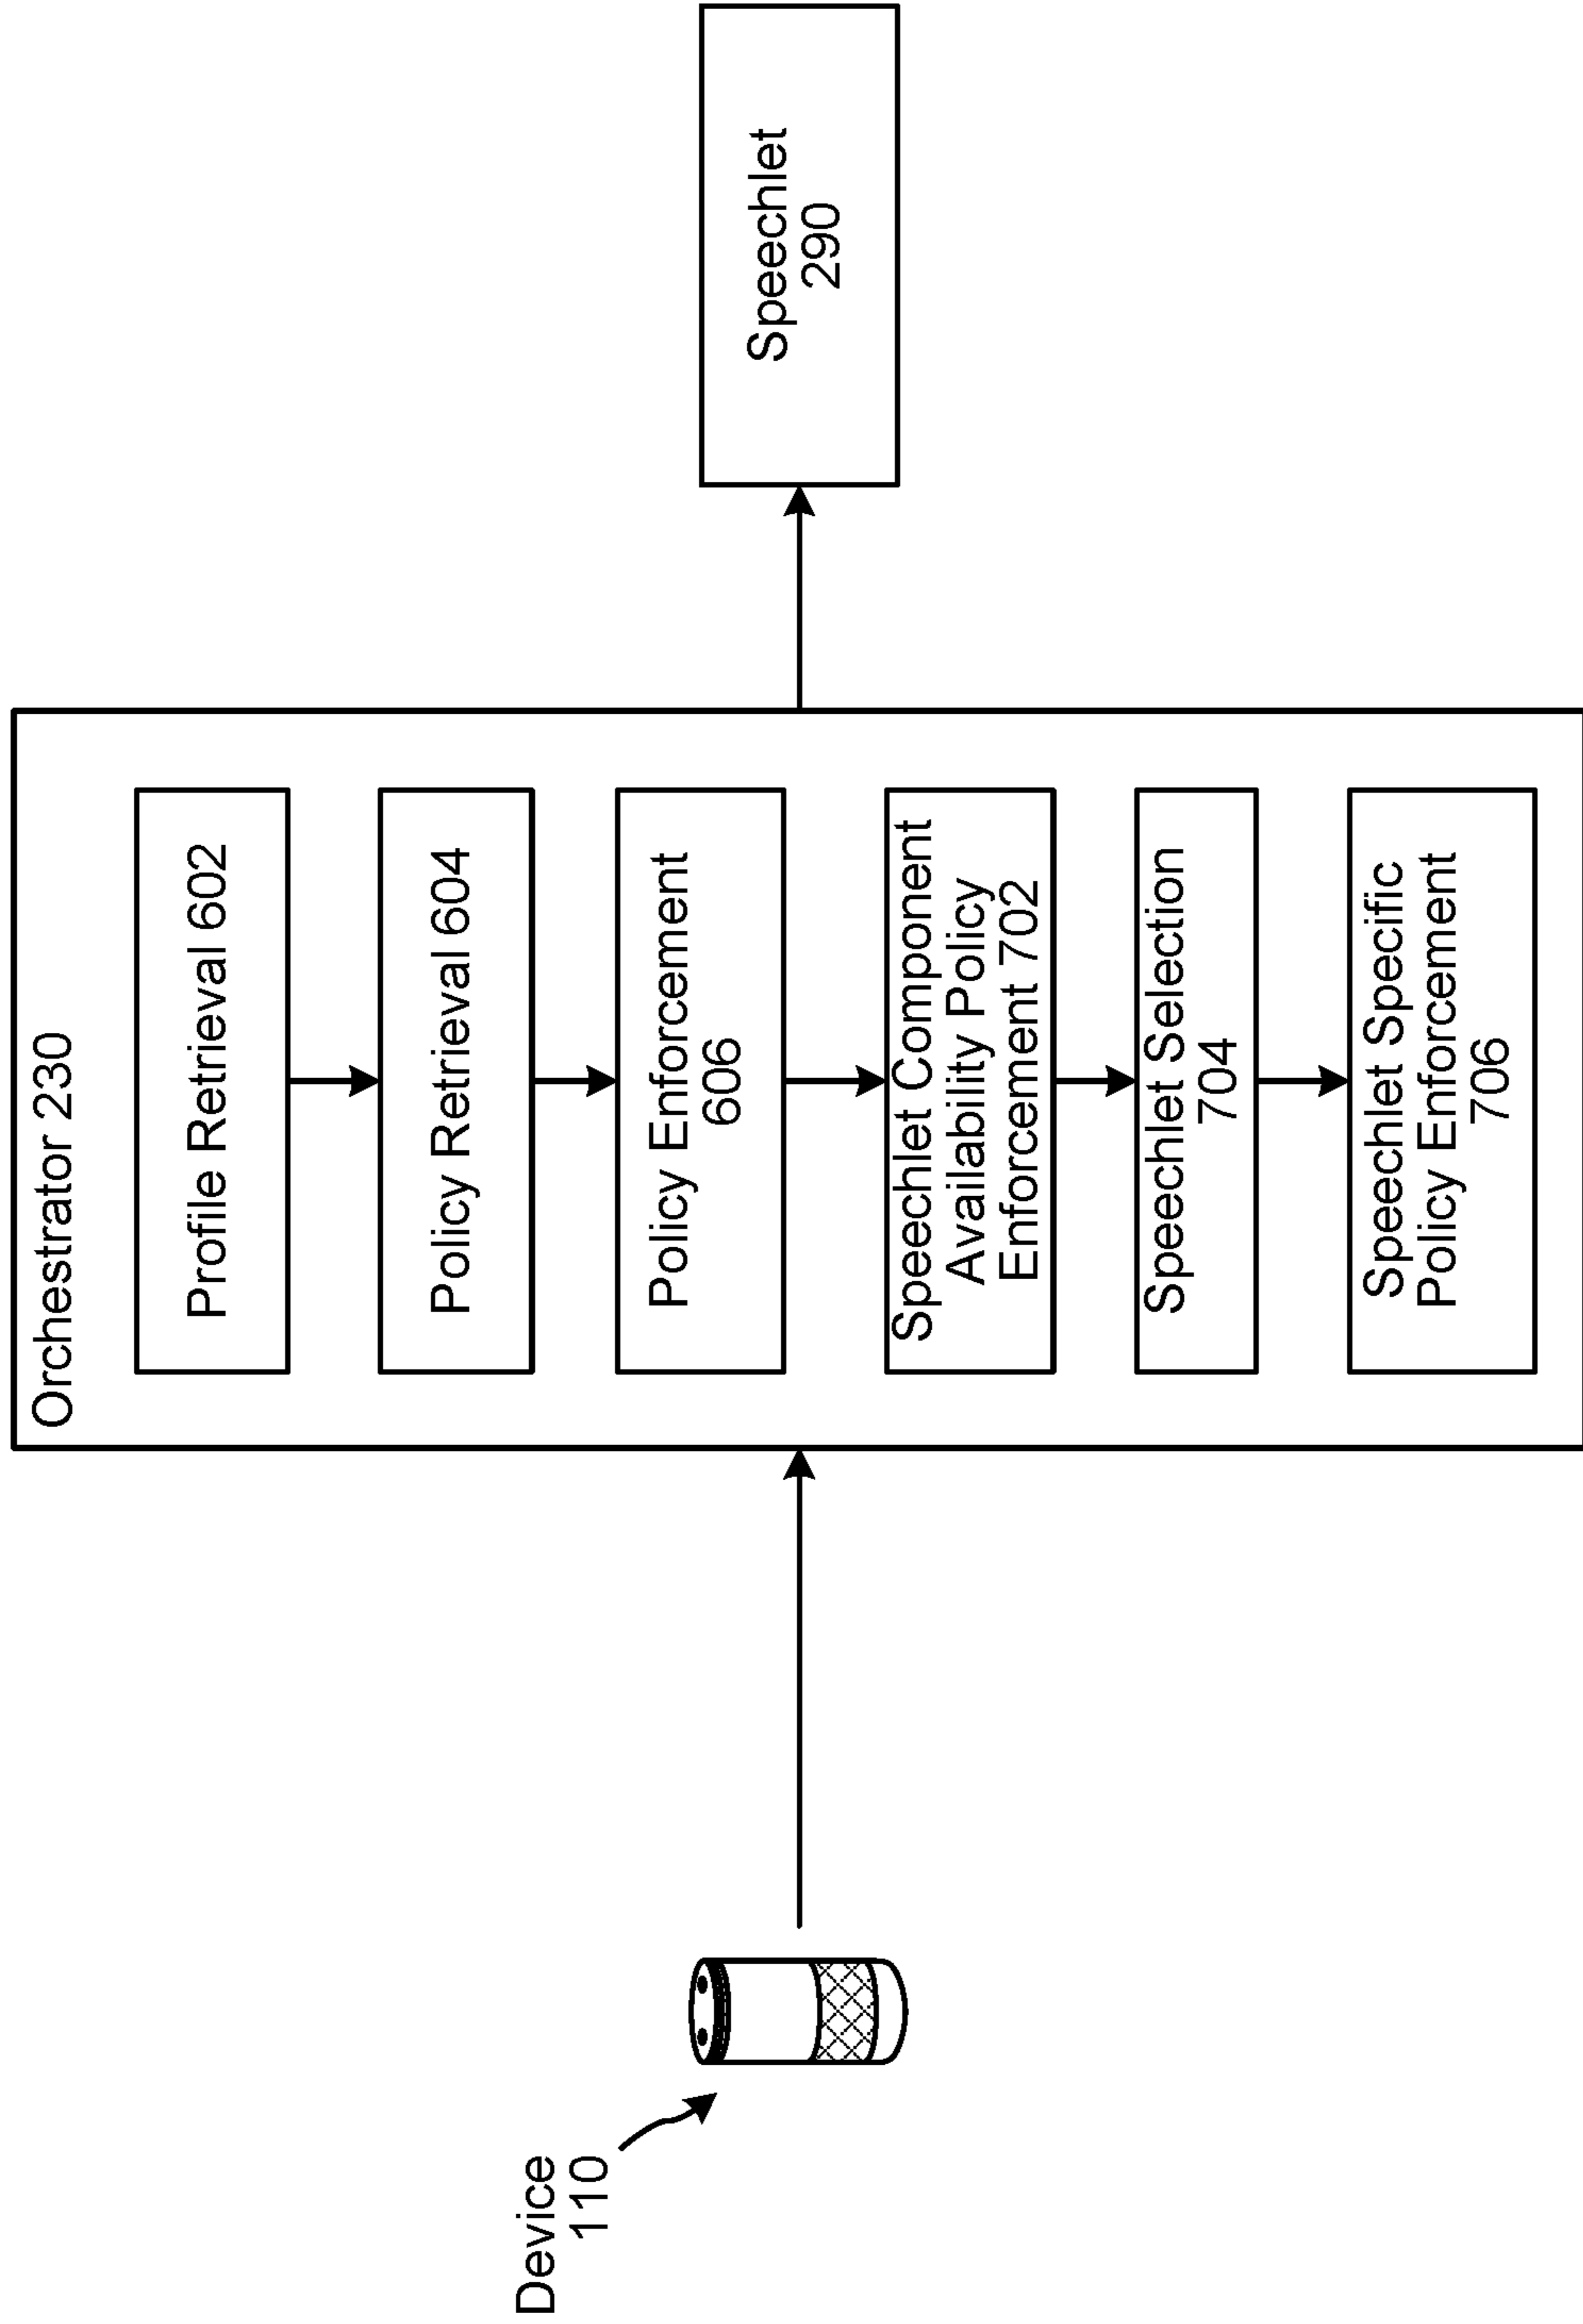 Device
110
Orchestrator 230
Profile Retrieval 602
Policy Retrieval 604
Policy Enforcement
606
Speechlet Component
Availability Policy
Enforcement 702
Speechlet Selection
704
Speechlet Specific
Policy Enforcement
706
Speechlet
290